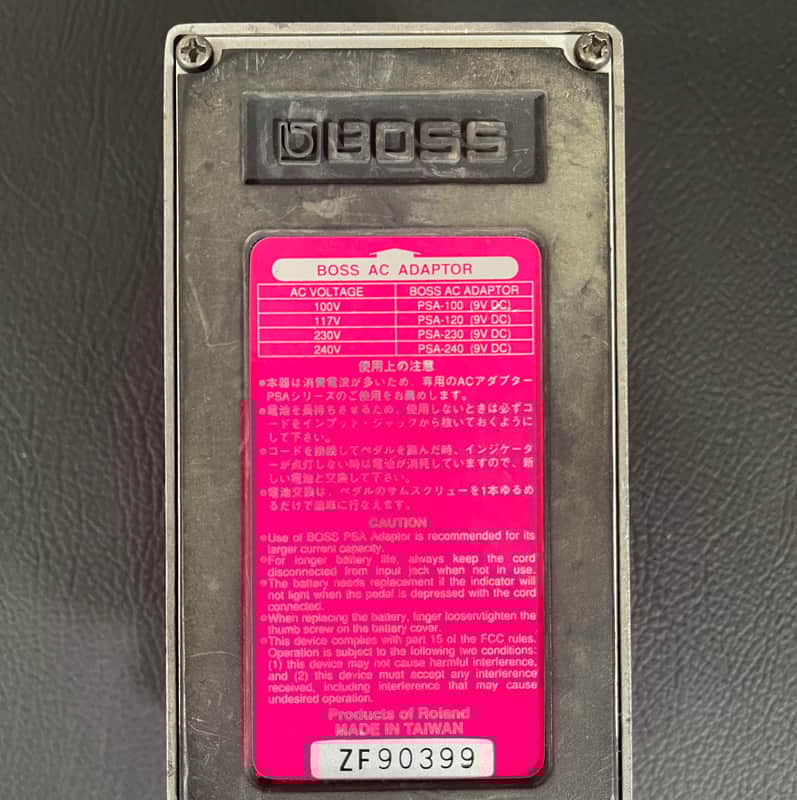 BOSS
BOSS AC ADAPTOR
AC VOLTAGE BOSS AC ADAPTOR
100V PSA-100 (9V DC)
117V PSA-120 (9V DC)
230V PSA-230 (9V DC)
240V PSA-240 (9V DC)
使用上の注意
●本器は消費電流が多いため、専用のACアダプター
PSAシリーズのご使用をお薦めします。
●電池を長持ちさせるため、使用しないときは必ずコ
ードをインプット・ジャックから抜いておくように
して下さい。
●コードを接続してペダルを踏んだ時、インジケータ
ーが点灯しない時は電池が消耗していますので、新
しい電池と交換して下さい。
●電池交換は、ペダルのサムスクリューを1本ゆるめ
るだけで簡単に行なえます。
CAUTION
●Use of BOSS PSA Adaptor is recommended for its
larger current capacity.
●For longer battery life, always keep the cord
disconnected from input jack when not in use.
●The battery needs replacement if the indicator will
not light when the pedal is depressed with the cord
connected.
●When replacing the battery, finger loosen/tighten the
thumb screw on the battery cover.
●This device complies with part 15 of the FCC rules.
Operation is subject to the following two conditions:
(1) this device may not cause harmful interference,
and (2) this device must accept any interference
received, including interference that may cause
undesired operation.
Products of Roland
MADE IN TAIWAN
ZF90399